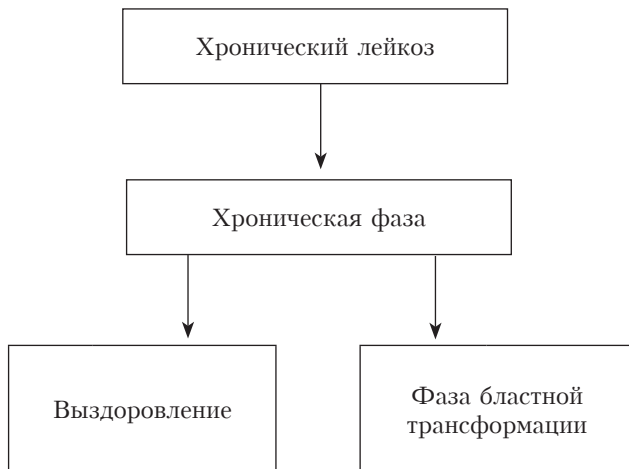 Хронический лейкоз
Хроническая фаза
Выздоровление
Фаза бластной
трансформации